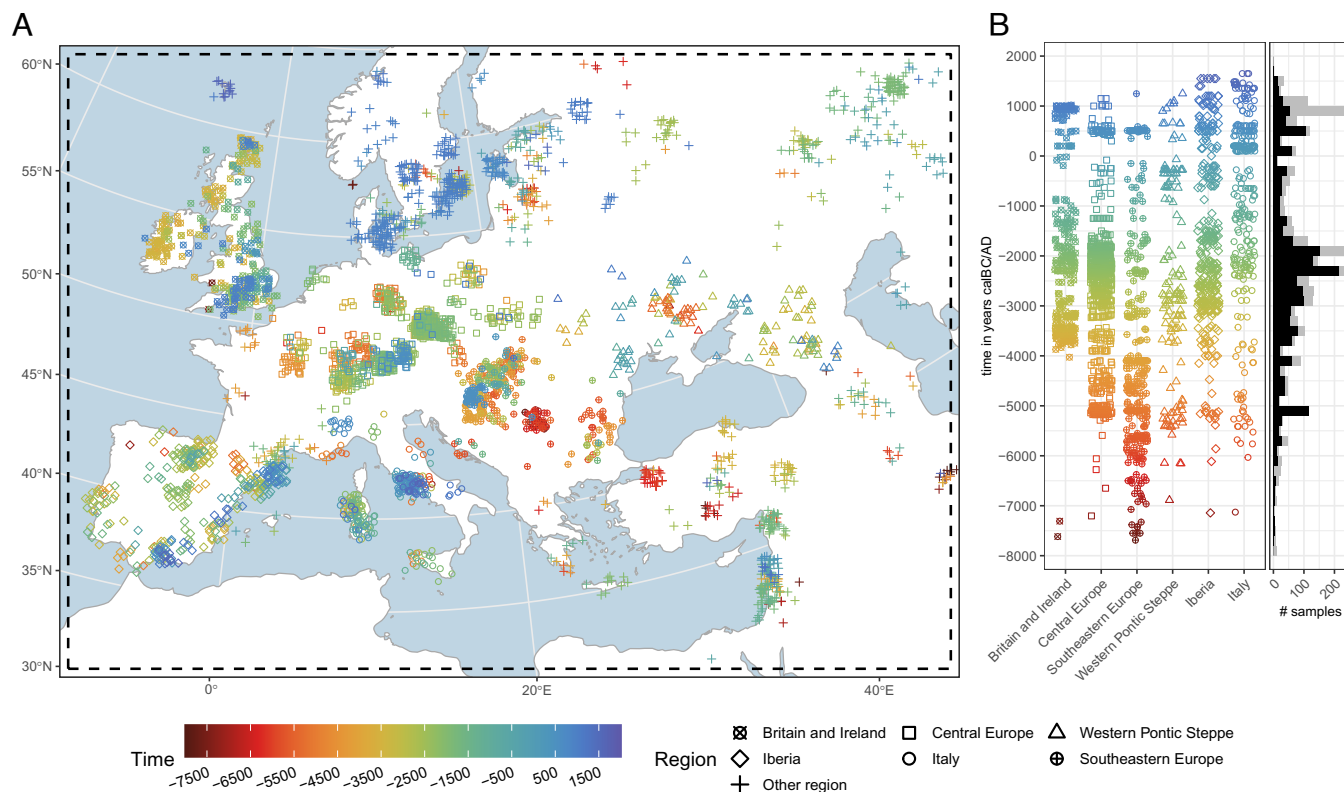 A
60°N
55°N
50°N
45°N
40°N
35°N
30°N
0°
20°E
40°E
B
time in years calBC/AD
2000
1000
0
−1000
−2000
−3000
−4000
−5000
−6000
−7000
−8000
Britain and Ireland
Central Europe
Southeastern Europe
Western Pontic Steppe
Iberia
Italy
0
100
200
# samples
Time
−7500
−6500
−5500
−4500
−3500
−2500
−1500
−500
500
1500
Region
Britain and Ireland
Central Europe
Western Pontic Steppe
Iberia
Italy
Southeastern Europe
Other region